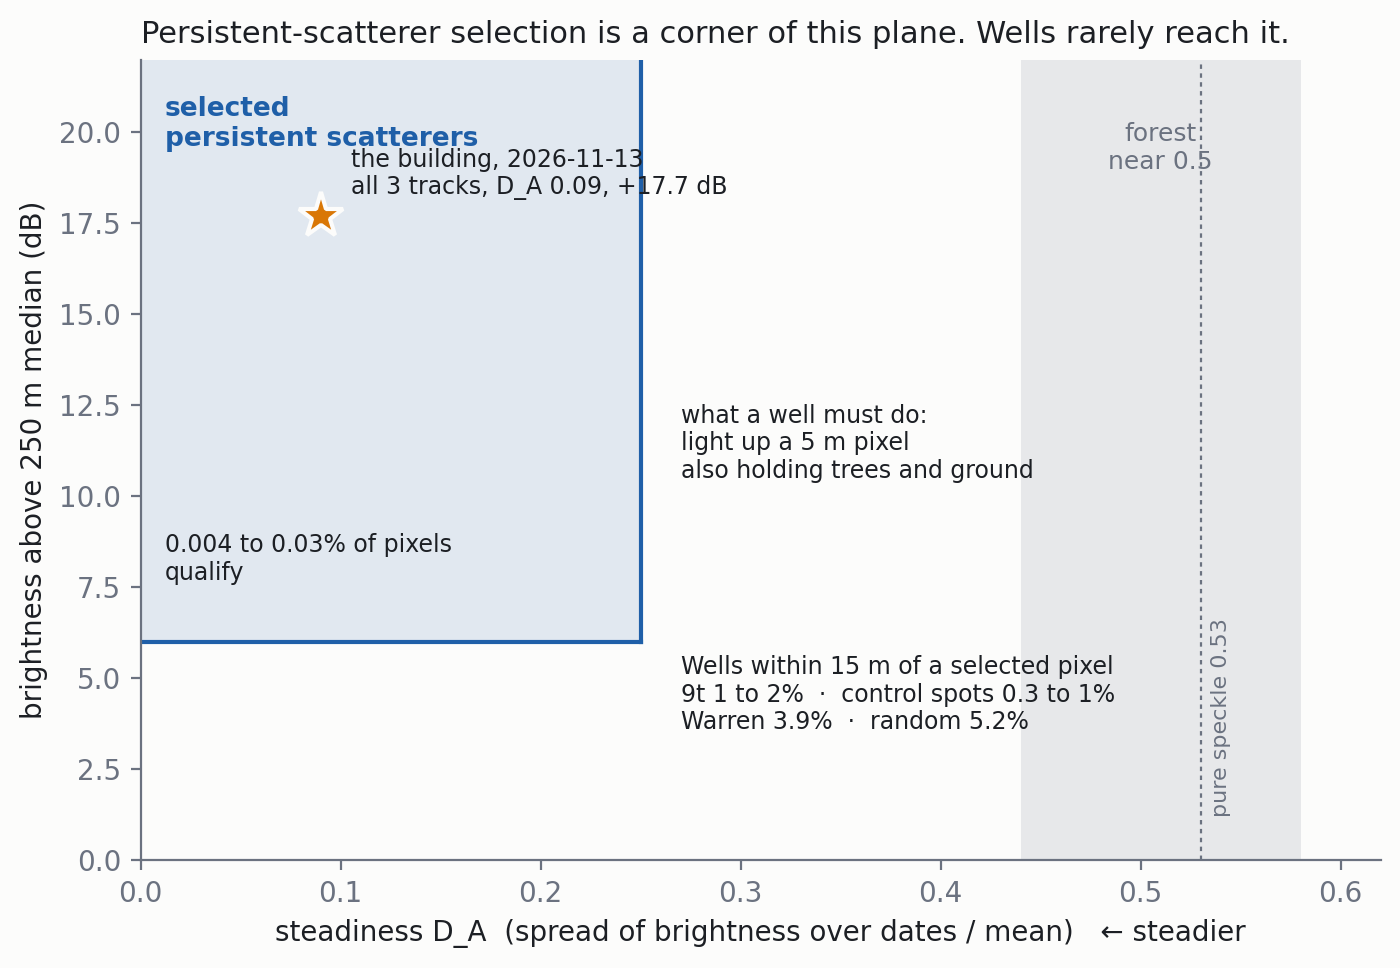 Persistent-scatterer selection is a corner of this plane. Wells rarely reach it.
selected
persistent scatterers
the building, 2026-11-13
all 3 tracks, D_A 0.09, +17.7 dB
forest
near 0.5
what a well must do:
light up a 5 m pixel
also holding trees and ground
0.004 to 0.03% of pixels
qualify
Wells within 15 m of a selected pixel
9t 1 to 2%  ·  control spots 0.3 to 1%
Warren 3.9%  ·  random 5.2%
pure speckle 0.53
brightness above 250 m median (dB)
20.0
17.5
15.0
12.5
10.0
7.5
5.0
2.5
0.0
0.0 0.1 0.2 0.3 0.4 0.5 0.6
steadiness D_A  (spread of brightness over dates / mean)   ← steadier